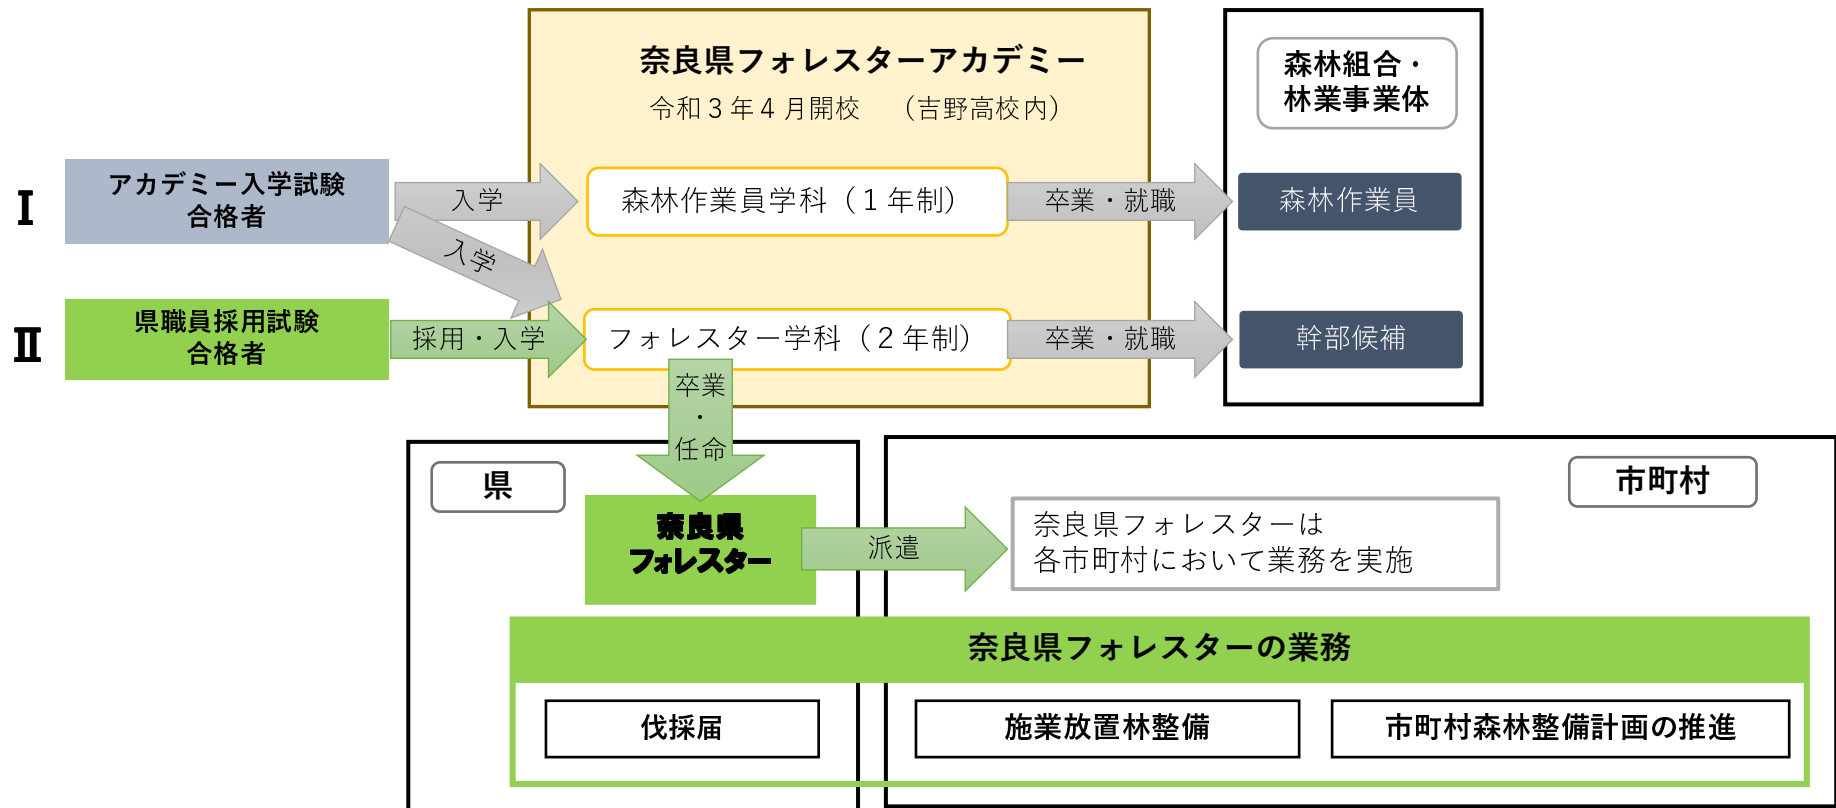 奈良県フォレスターアカデミー
令和３年４月開校　（吉野高校内）
森林組合・
林業事業体
Ⅰ
アカデミー入学試験
合格者
入学
森林作業員学科（１年制）
卒業・就職
森林作業員
入学
Ⅱ
県職員採用試験
合格者
採用・入学
フォレスター学科（２年制）
卒業・就職
幹部候補
卒業
・
任命
県
市町村
奈良県
フォレスター
派遣
奈良県フォレスターは
各市町村において業務を実施
奈良県フォレスターの業務
伐採届
施業放置林整備
市町村森林整備計画の推進